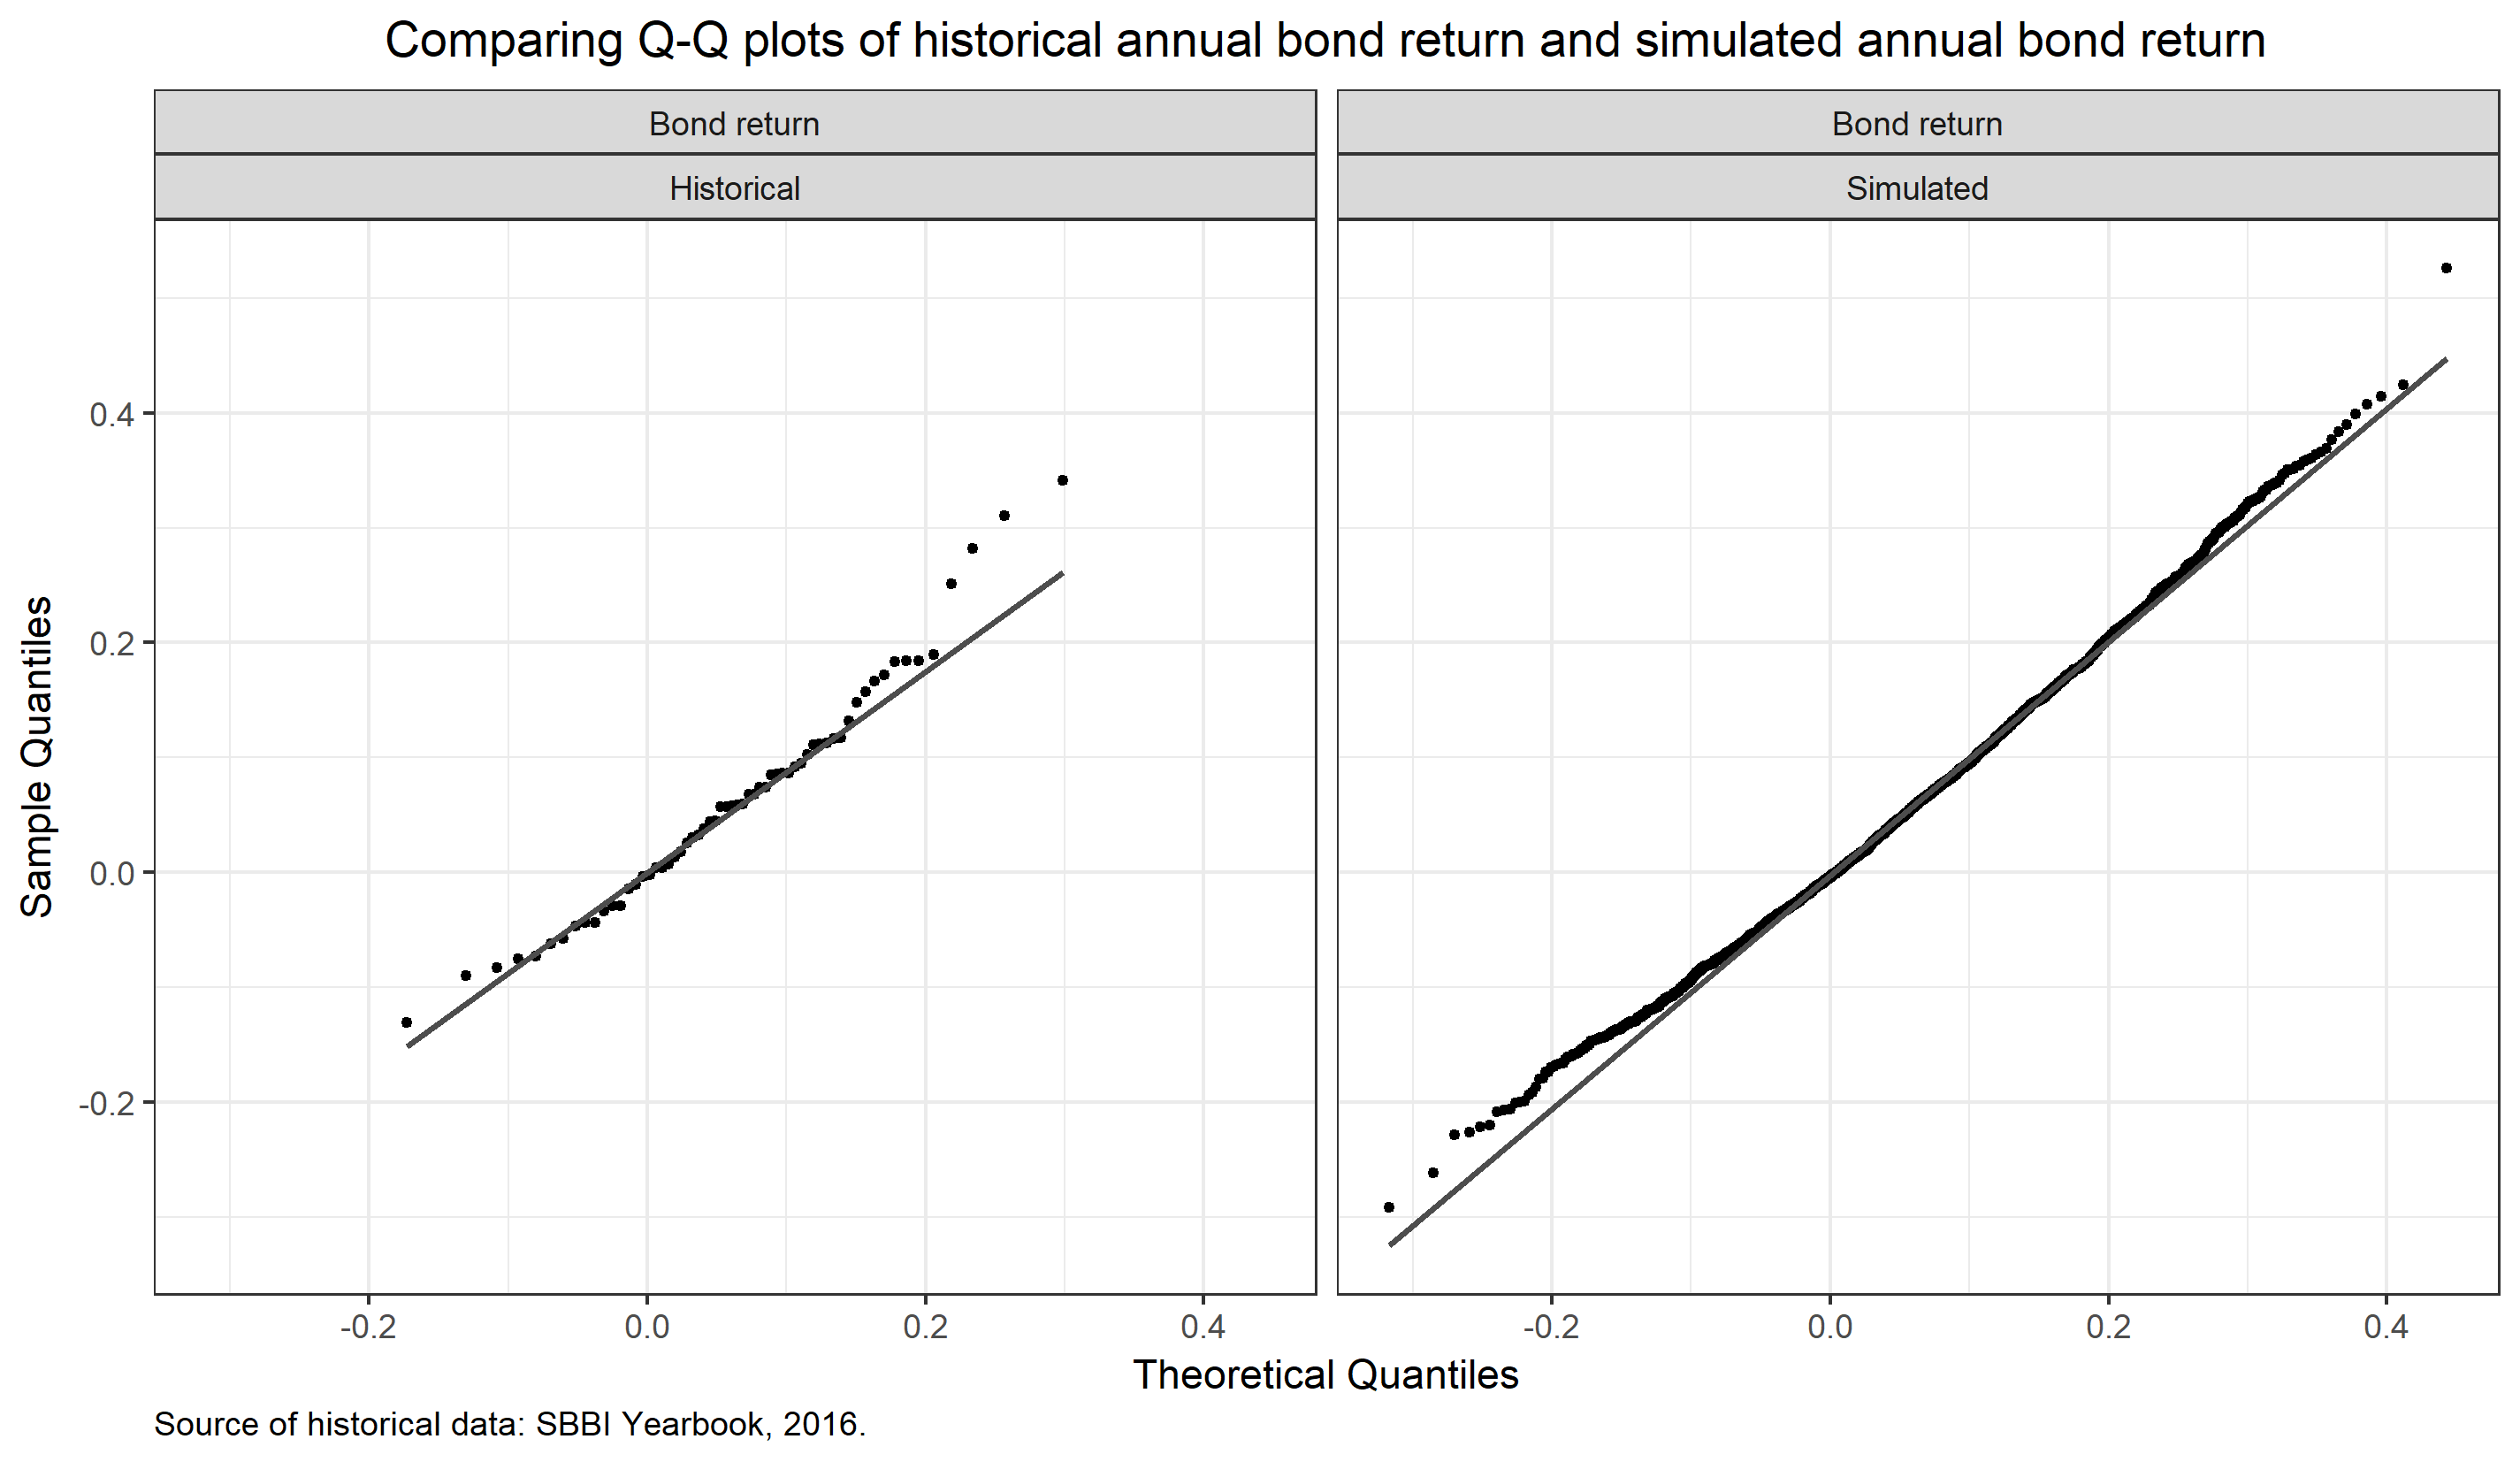 Comparing Q-Q plots of historical annual bond return and simulated annual bond return
Bond return
Historical
Bond return
Simulated
Sample Quantiles
0.4
0.2
0.0
-0.2
-0.2 0.0 0.2 0.4
-0.2 0.0 0.2 0.4
Theoretical Quantiles
Source of historical data: SBBI Yearbook, 2016.